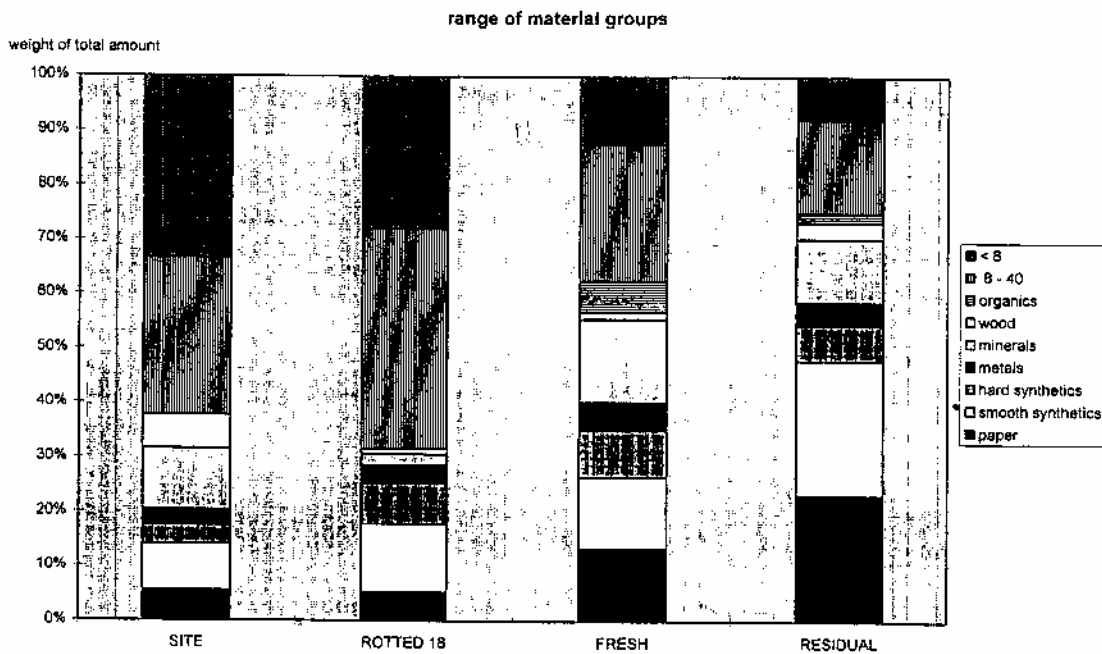 range of material groups
weight of total amount
100%
90%
80%
70%
60%
50%
40%
30%
20%
10%
0%
SITE
ROTTED 18
FRESH
RESIDUAL
< 8
8 - 40
organics
wood
minerals
metals
hard synthetics
smooth synthetics
paper